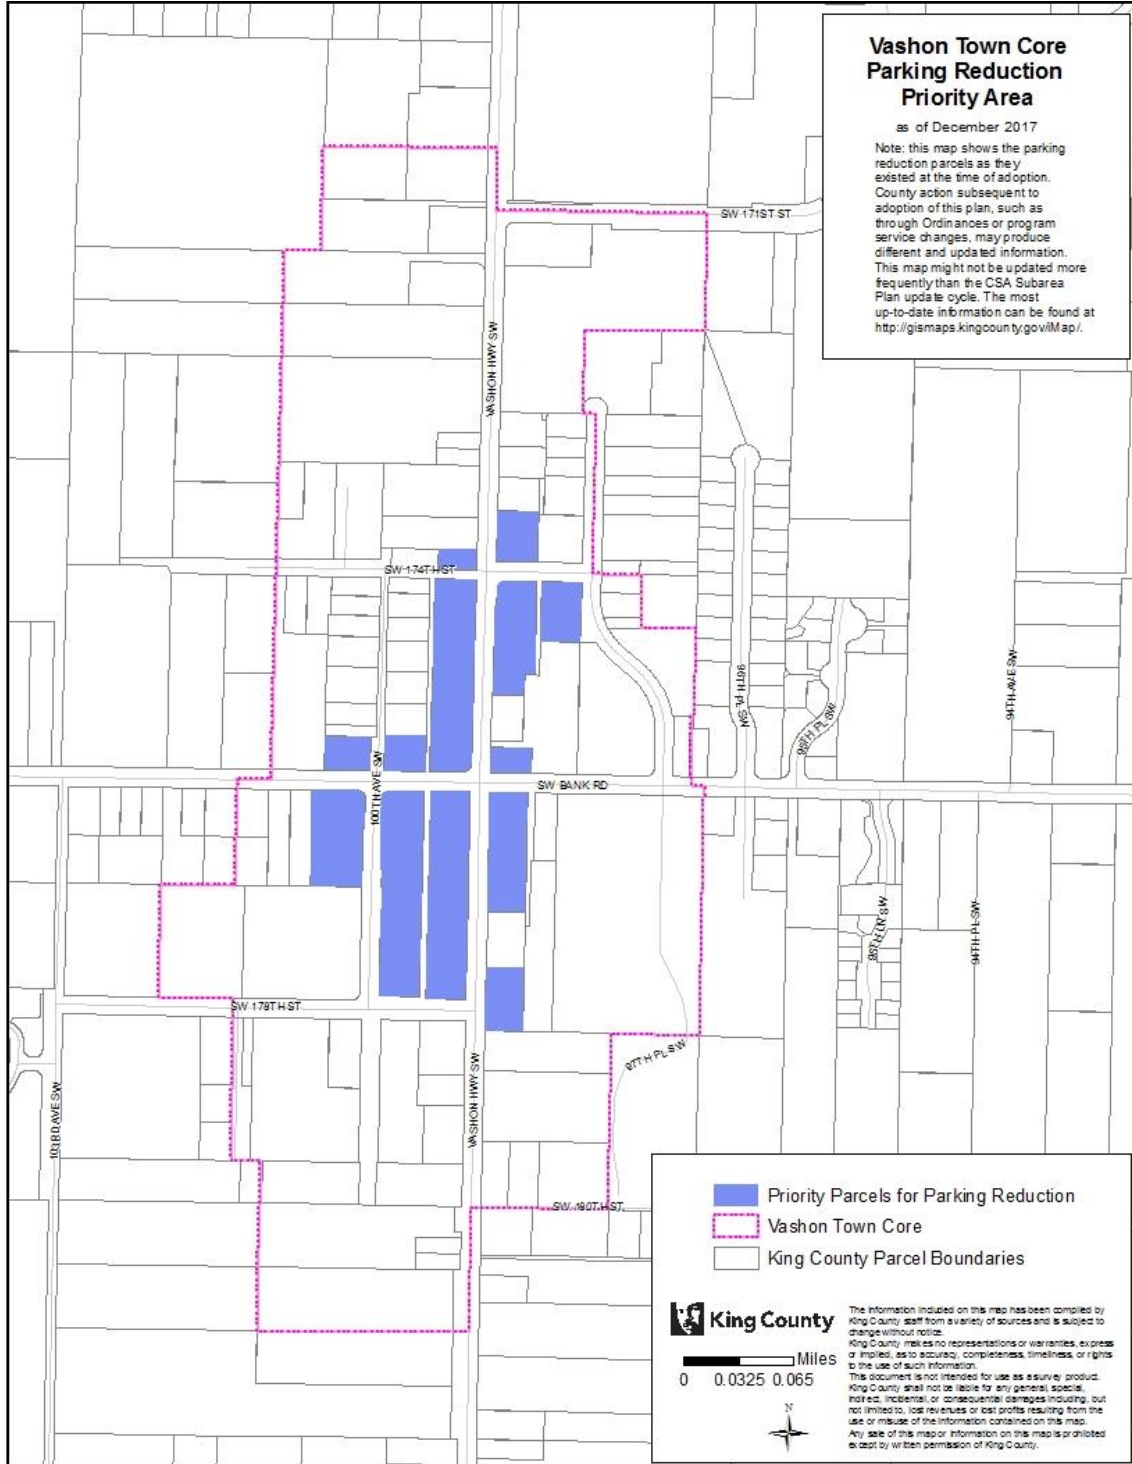 Vashon Town Core
Parking Reduction
Priority Area
as of December 2017
Note: this map shows the parking
reduction parcels as they
existed at the time of adoption.
County action subsequent to
adoption of this plan, such as
through Ordinances or program
service changes, may produce
different and updated information.
This map might not be updated more
frequently than the CSA Subarea
Plan update cycle. The most
up-to-date information can be found at
http://gismaps.kingcounty.gov/iMap/.
SW 171ST ST
VASHON HWY SW
SW 174TH ST
96TH PL SW
95TH PL SW
94TH AVE SW
100TH AVE SW
SW BANK RD
95TH LN SW
94TH PL SW
SW 178TH ST
97TH PL SW
VASHON HWY SW
103RD AVE SW
SW 180TH ST
Priority Parcels for Parking Reduction
Vashon Town Core
King County Parcel Boundaries
King County
Miles
0 0.0325 0.065
N
The information included on this map has been compiled by
King County staff from a variety of sources and is subject to
change without notice.
King County makes no representations or warranties, express
or implied, as to accuracy, completeness, timeliness, or rights
to the use of such information.
This document is not intended for use as a survey product.
King County shall not be liable for any general, special,
indirect, incidental, or consequential damages including, but
not limited to, lost revenues or lost profits resulting from the
use or misuse of the information contained on this map.
Any sale of this map or information on this map is prohibited
except by written permission of King County.